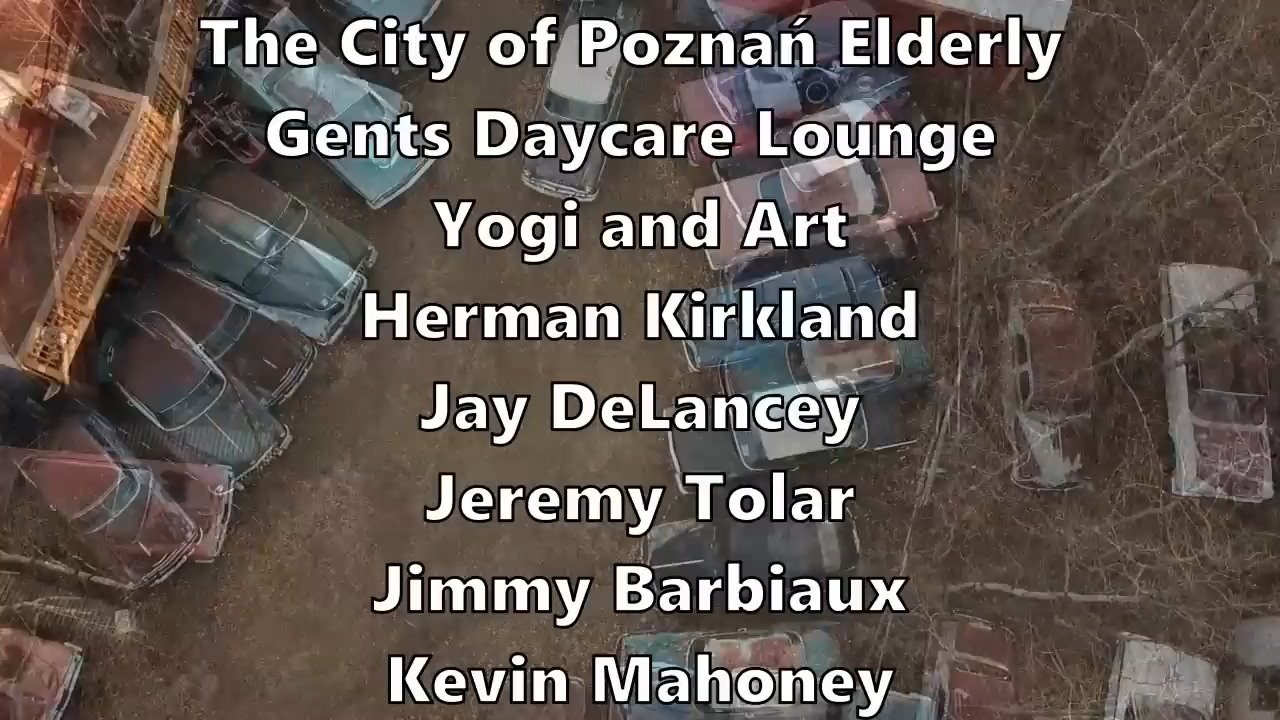 The City of Poznań Elderly
Gents Daycare Lounge
Yogi and Art
Herman Kirkland
Jay DeLancey
Jeremy Tolar
Jimmy Barbiaux
Kevin Mahoney